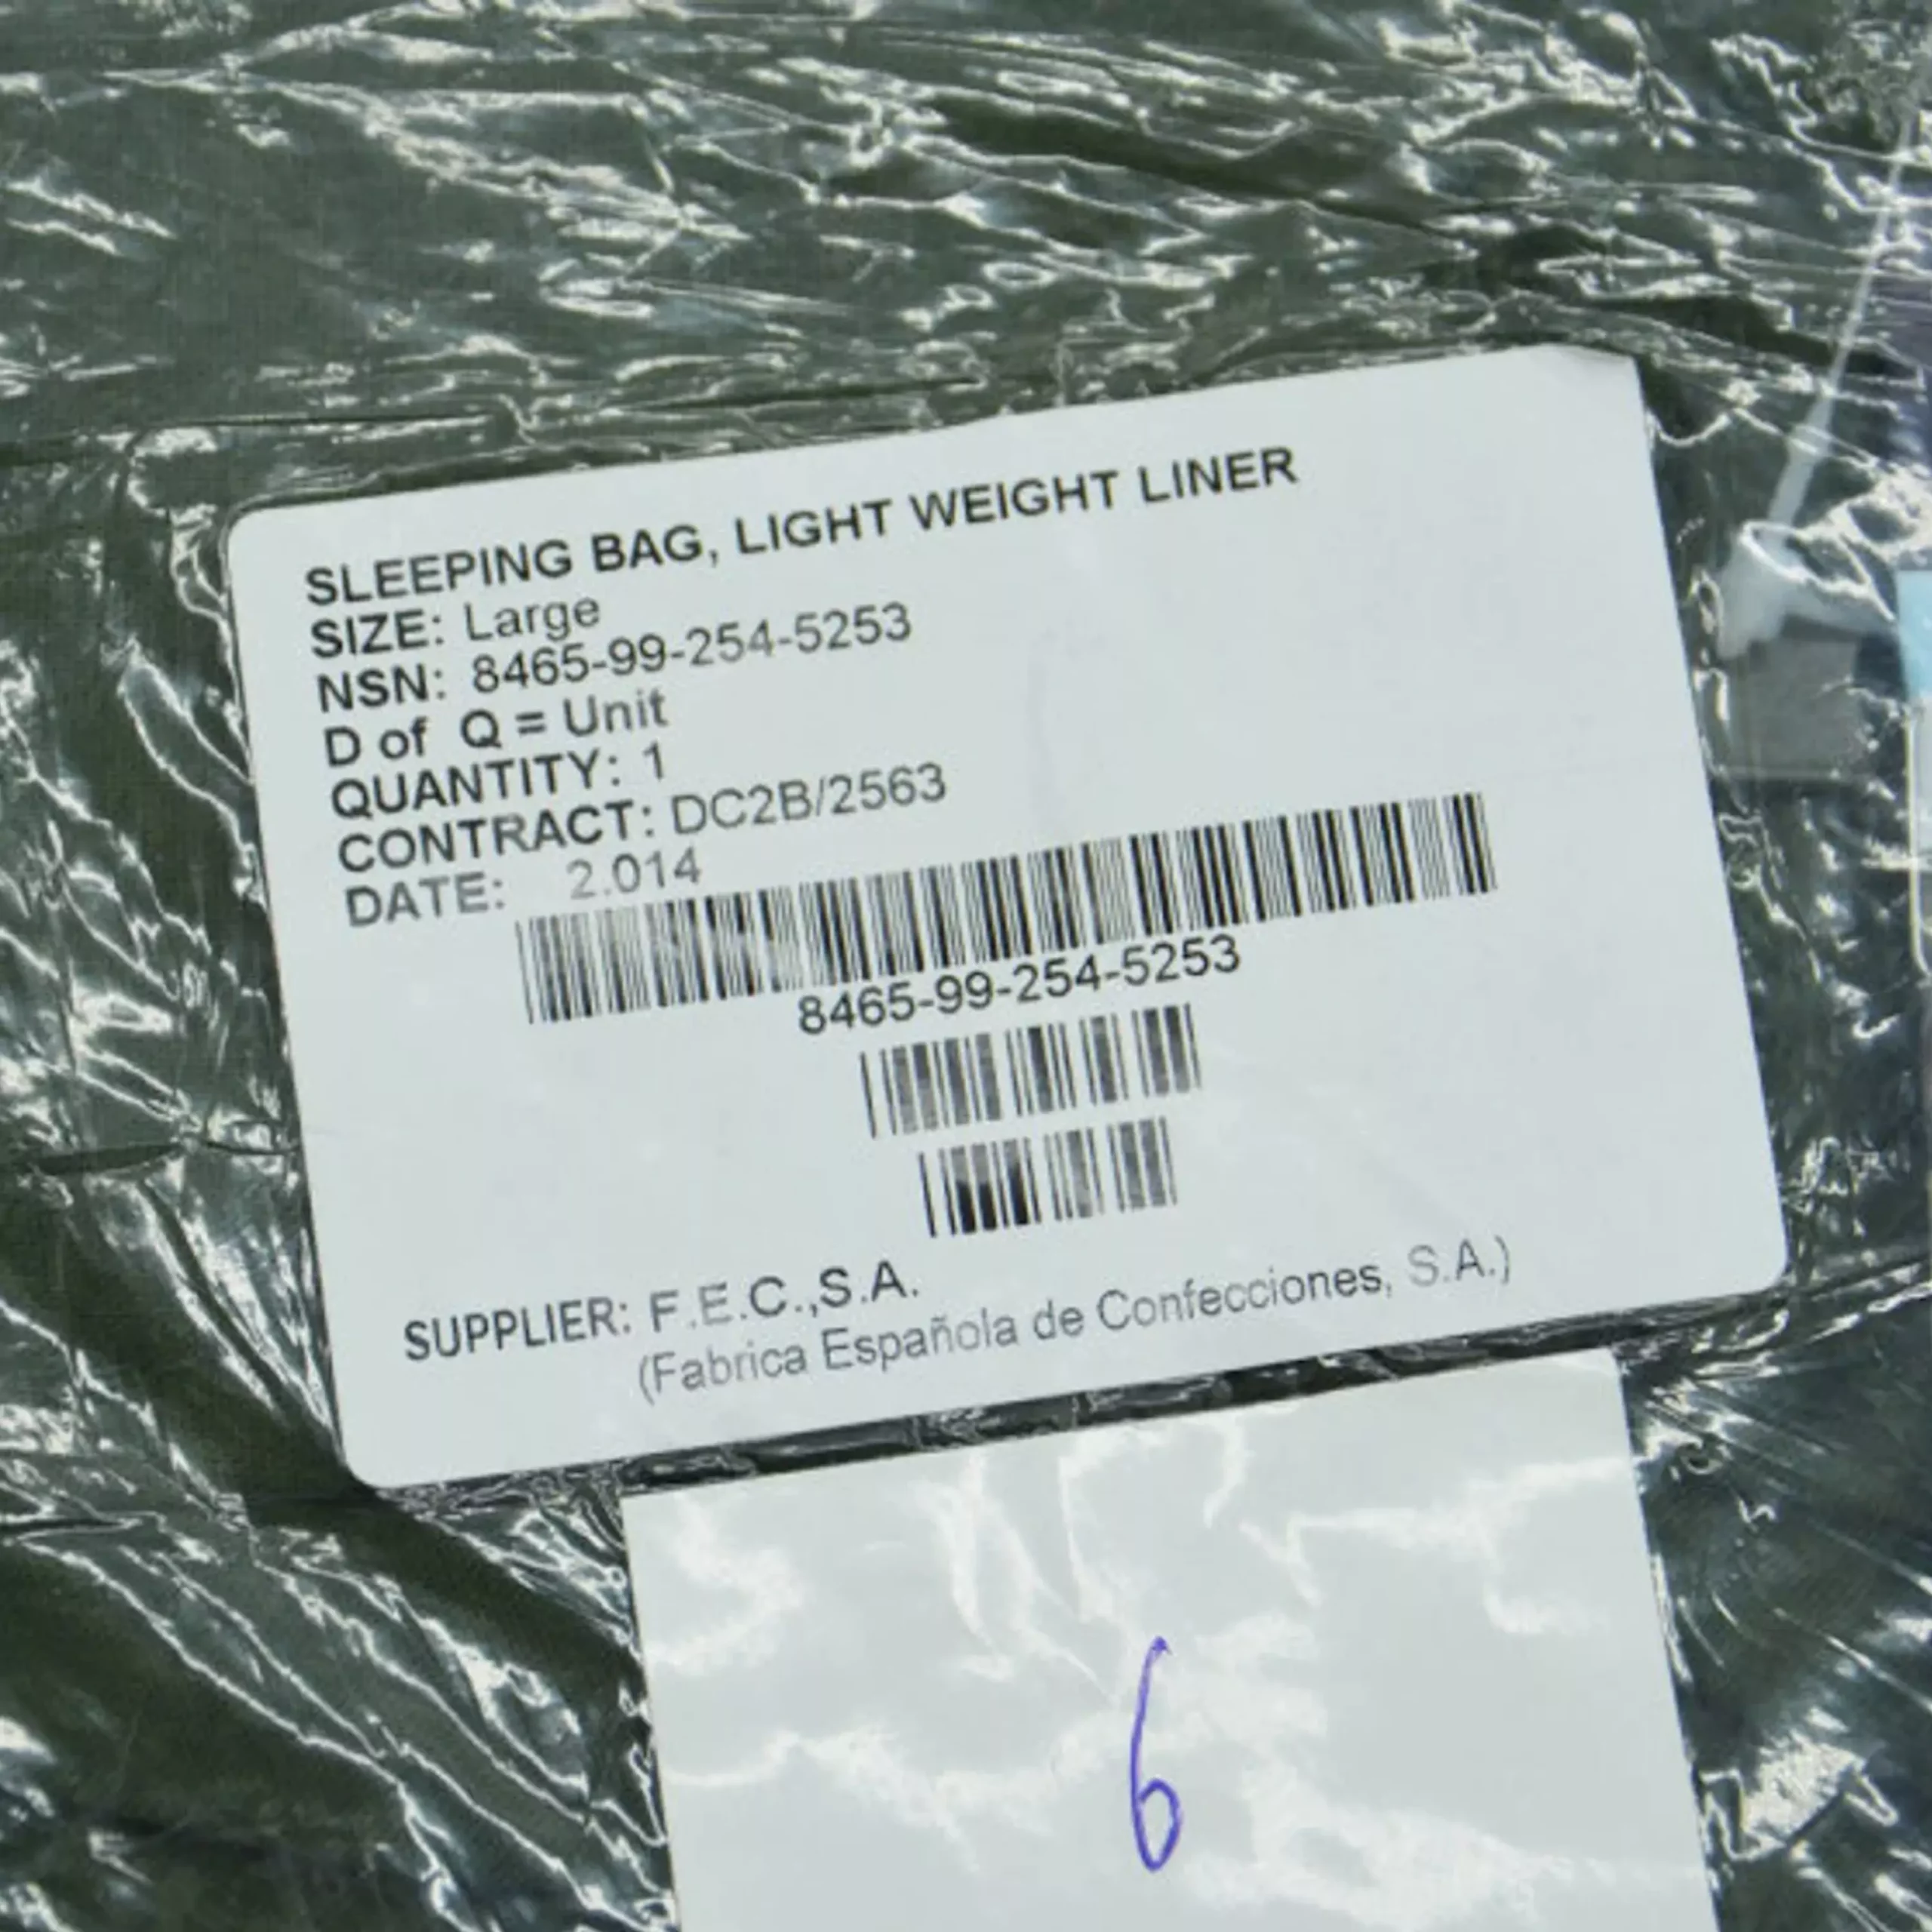 SLEEPING BAG, LIGHT WEIGHT LINER
SIZE: Large
NSN: 8465-99-254-5253
D of Q = Unit
QUANTITY: 1
CONTRACT: DC2B/2563
DATE: 2.014
8465-99-254-5253
SUPPLIER: F.E.C.,S.A.
(Fabrica Española de Confecciones, S.A.)
6